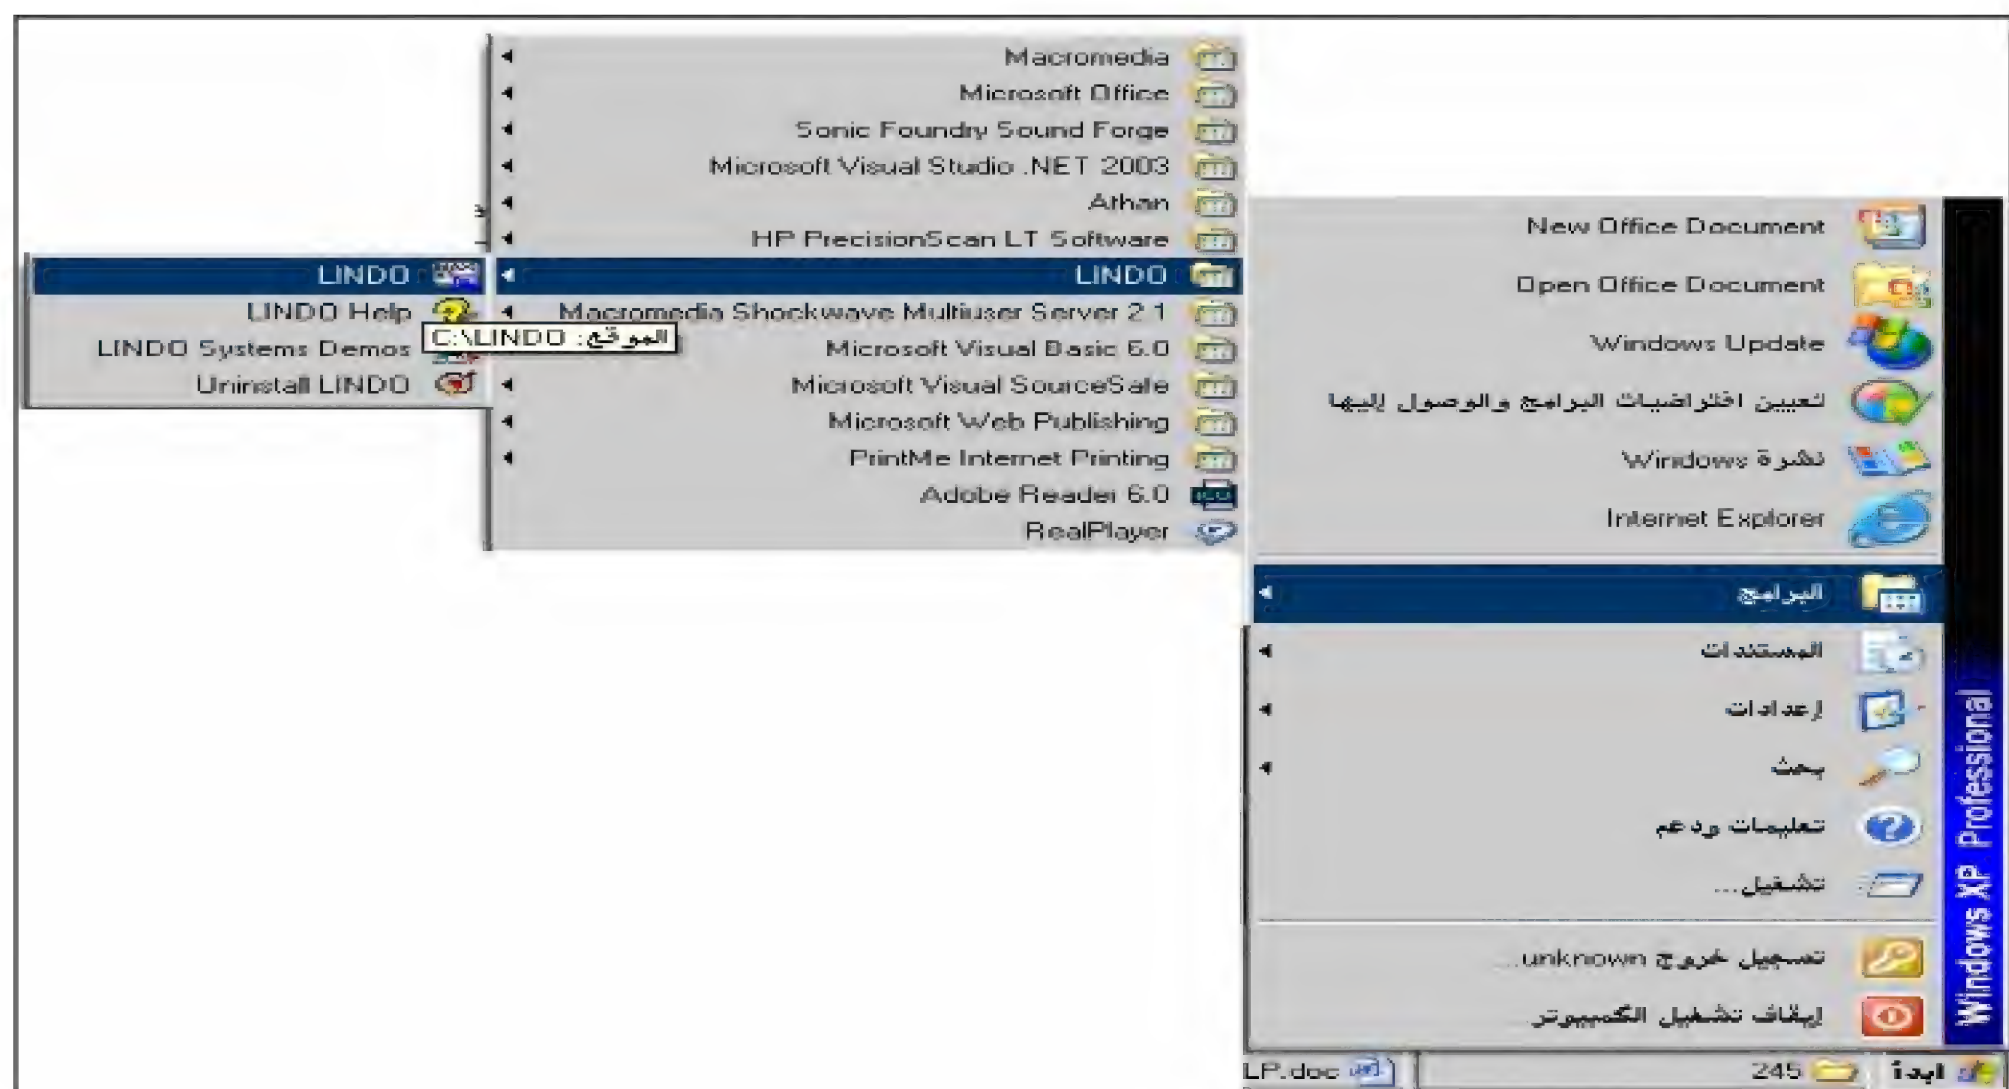 Macromedia
Microsoft Office
Sonic Foundry Sound Forge
Microsoft Visual Studio .NET 2003
Athan
HP PrecisionScan LT Software
LINDO
Macromedia Shockwave Multiuser Server 2.1
Microsoft Visual Basic 6.0
Microsoft Visual SourceSafe
Microsoft Web Publishing
PrintMe Internet Printing
Adobe Reader 6.0
RealPlayer
LINDO
LINDO Help
LINDO Systems Demos
Uninstall LINDO
الموقع: C:\LINDO
New Office Document
Open Office Document
Windows Update
تعيين افتراضيات البرامج والوصول إليها
نشرة Windows
Internet Explorer
البرامج
المستندات
إعدادات
بحث
تعليمات ودعم
تشغيل...
تسجيل خروج unknown...
إيقاف تشغيل الكمبيوتر
Windows XP Professional
ابدأ
245
LP.doc